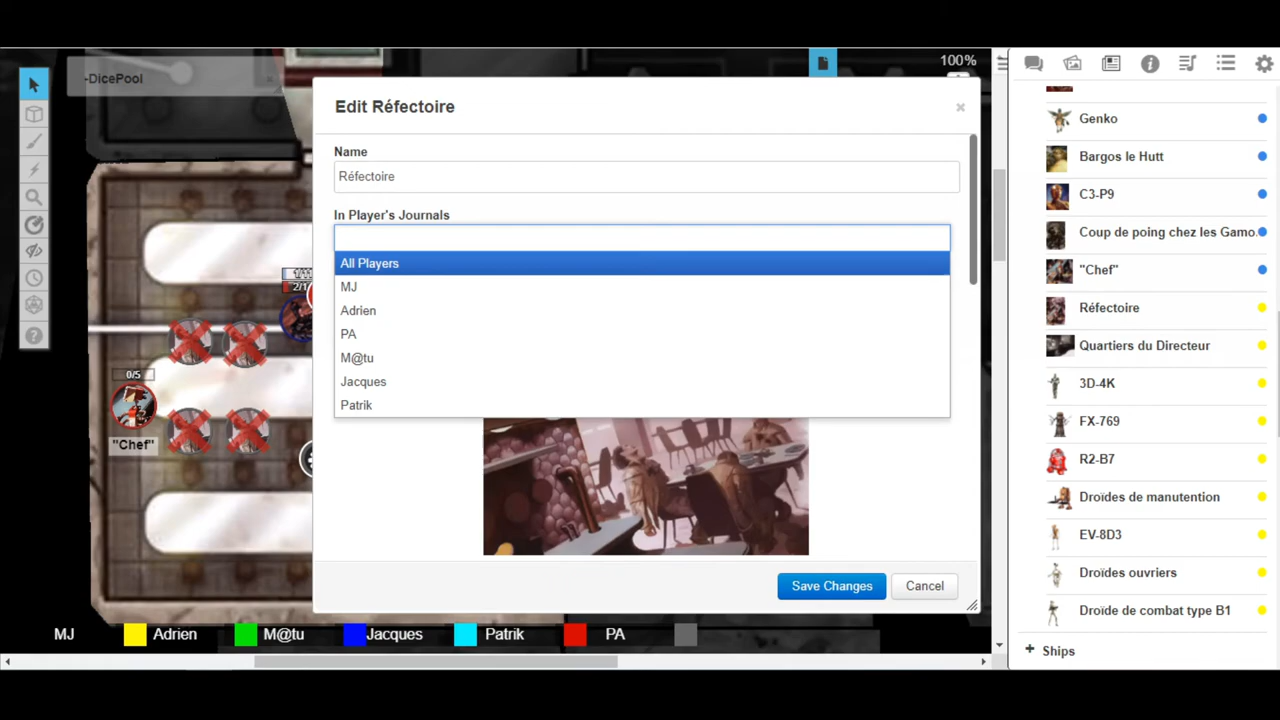 -DicePool
×
100%
Edit Réfectoire
×
Name
Réfectoire
In Player's Journals
All Players
MJ
Adrien
PA
M@tu
Jacques
Patrik
Save Changes
Cancel
0/5
"Chef"
MJ
Adrien
M@tu
Jacques
Patrik
PA
Genko
Bargos le Hutt
C3-P9
Coup de poing chez les Gamo.
"Chef"
Réfectoire
Quartiers du Directeur
3D-4K
FX-769
R2-B7
Droïdes de manutention
EV-8D3
Droïdes ouvriers
Droïde de combat type B1
+ Ships